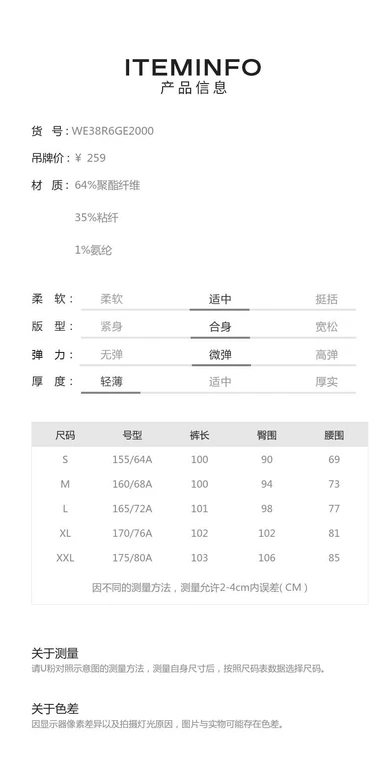 ITEMINFO
产品信息
货 号：WE38R6GE2000
吊牌价：¥ 259
材 质：64%聚酯纤维
35%粘纤
1%氨纶
柔 软： 柔软 适中 挺括
版 型： 紧身 合身 宽松
弹 力： 无弹 微弹 高弹
厚 度： 轻薄 适中 厚实
尺码 号型 裤长 臀围 腰围
S 155/64A 100 90 69
M 160/68A 100 94 73
L 165/72A 101 98 77
XL 170/76A 102 102 81
XXL 175/80A 103 106 85
因不同的测量方法，测量允许2-4cm内误差( CM )
关于测量
请U粉对照示意图的测量方法，测量自身尺寸后，按照尺码表数据选择尺码。
关于色差
因显示器像素差异以及拍摄灯光原因，图片与实物可能存在色差。